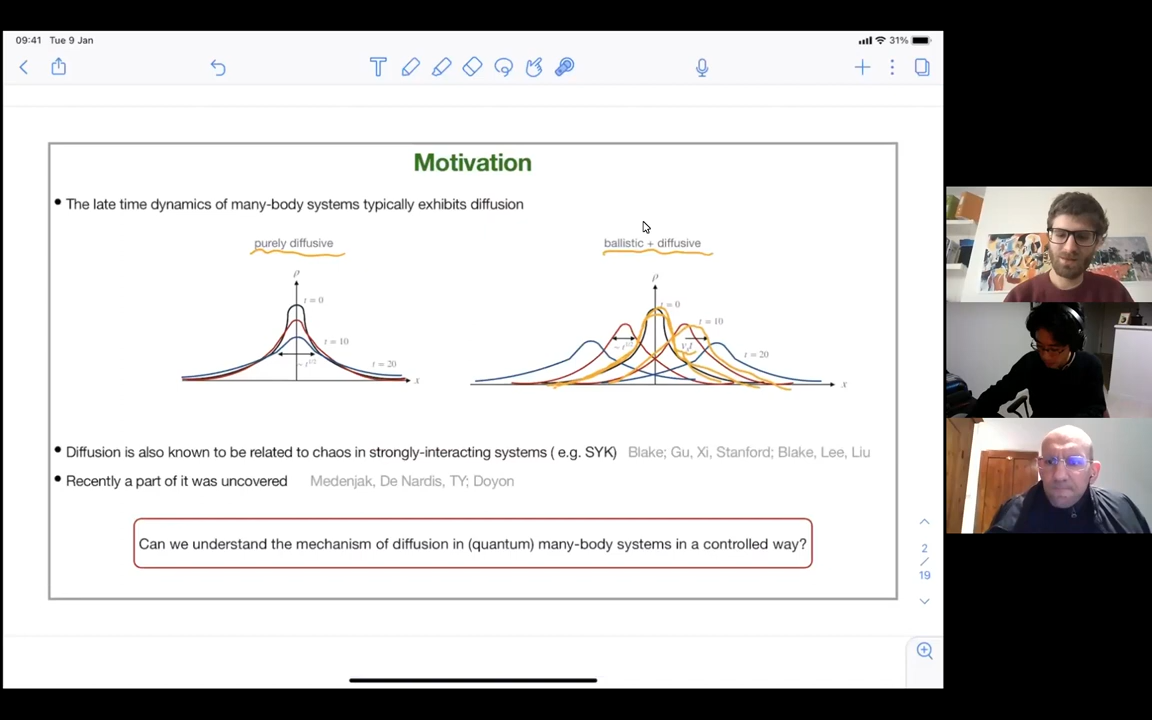 09:41 Tue 9 Jan
31%
Motivation
• The late time dynamics of many-body systems typically exhibits diffusion
purely diffusive
ballistic + diffusive
ρ
t = 0
t = 10
t = 20
~ t^{1/2}
x
ρ
t = 0
t = 10
t = 20
x
• Diffusion is also known to be related to chaos in strongly-interacting systems ( e.g. SYK) Blake; Gu, Xi, Stanford; Blake, Lee, Liu
• Recently a part of it was uncovered Medenjak, De Nardis, TY; Doyon
Can we understand the mechanism of diffusion in (quantum) many-body systems in a controlled way?
2
/
19